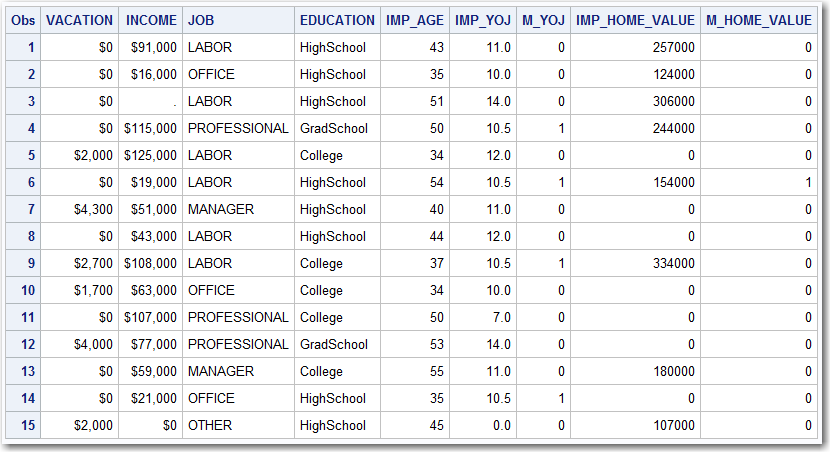 Obs VACATION INCOME JOB EDUCATION IMP_AGE IMP_YOJ M_YOJ IMP_HOME_VALUE M_HOME_VALUE
1 $0 $91,000 LABOR HighSchool 43 11.0 0 257000 0
2 $0 $16,000 OFFICE HighSchool 35 10.0 0 124000 0
3 $0 . LABOR HighSchool 51 14.0 0 306000 0
4 $0 $115,000 PROFESSIONAL GradSchool 50 10.5 1 244000 0
5 $2,000 $125,000 LABOR College 34 12.0 0 0 0
6 $0 $19,000 LABOR HighSchool 54 10.5 1 154000 1
7 $4,300 $51,000 MANAGER HighSchool 40 11.0 0 0 0
8 $0 $43,000 LABOR HighSchool 44 12.0 0 0 0
9 $2,700 $108,000 LABOR College 37 10.5 1 334000 0
10 $1,700 $63,000 OFFICE College 34 10.0 0 0 0
11 $0 $107,000 PROFESSIONAL College 50 7.0 0 0 0
12 $4,000 $77,000 PROFESSIONAL GradSchool 53 14.0 0 0 0
13 $0 $59,000 MANAGER College 55 11.0 0 180000 0
14 $0 $21,000 OFFICE HighSchool 35 10.5 1 0 0
15 $2,000 $0 OTHER HighSchool 45 0.0 0 107000 0